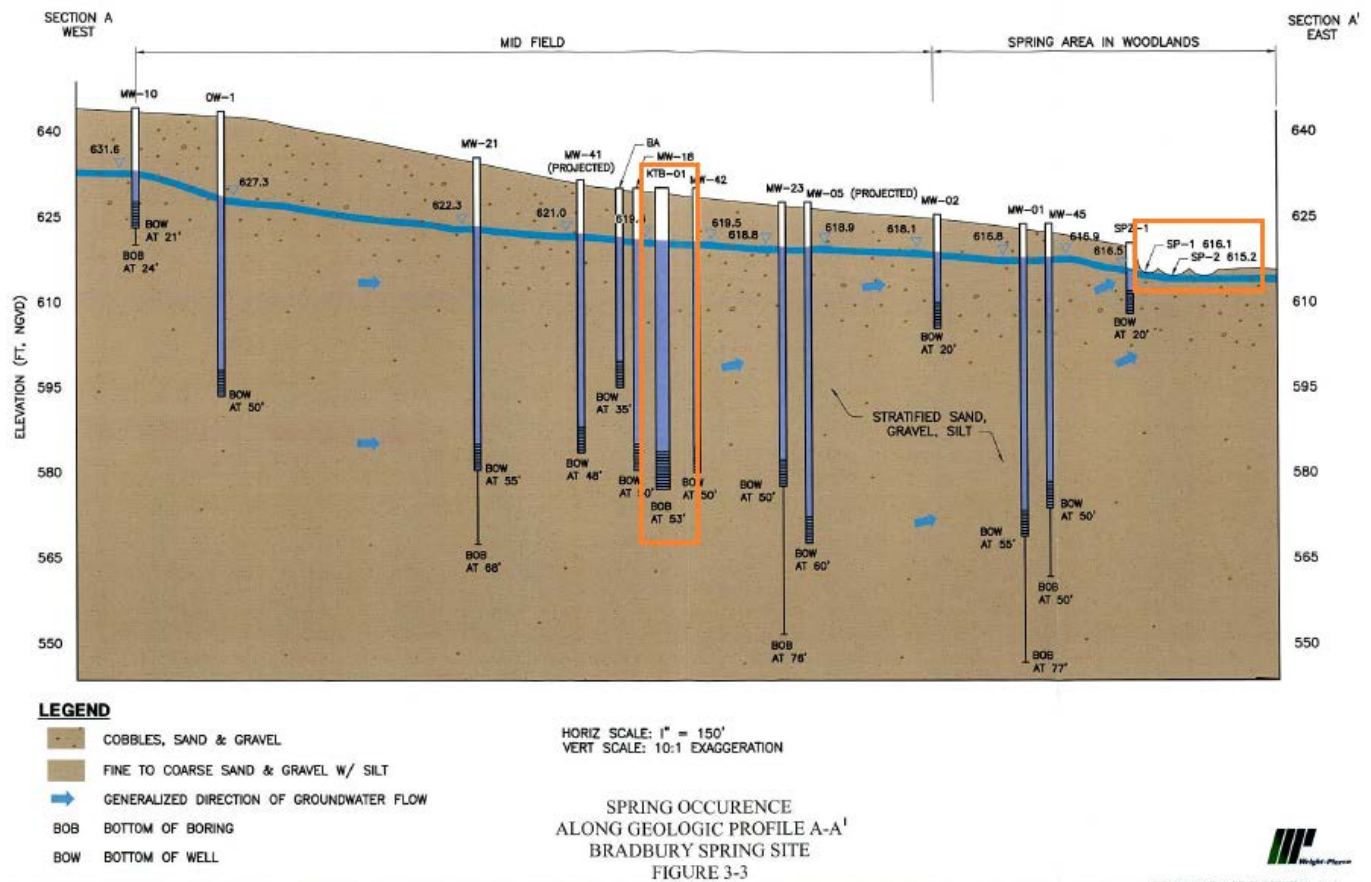 SECTION A
WEST
SECTION A'
EAST
MID FIELD
SPRING AREA IN WOODLANDS
MW-10
OW-1
MW-21
MW-41
(PROJECTED)
BA
MW-18
KTB-01
MW-42
MW-23
MW-05 (PROJECTED)
MW-02
MW-01
MW-45
SPZ-1
640
625
610
595
580
565
550
ELEVATION (FT, NGVD)
640
625
610
595
580
565
550
631.6
627.3
622.3
621.0
619.5
618.8
618.9
618.1
616.8
616.9
616.5
SP-1 616.1
SP-2 615.2
BOW
AT 21'
BOB
AT 24'
BOW
AT 50'
BOW
AT 55'
BOB
AT 68'
BOW
AT 48'
BOW
AT 35'
BOW
BOB
AT 53'
BOW
AT 50'
BOW
AT 50'
BOB
AT 76'
BOW
AT 60'
BOW
AT 20'
BOW
AT 55'
BOB
AT 77'
BOW
AT 50'
BOB
AT 50'
BOW
AT 20'
STRATIFIED SAND,
GRAVEL, SILT
LEGEND
COBBLES, SAND & GRAVEL
FINE TO COARSE SAND & GRAVEL W/ SILT
GENERALIZED DIRECTION OF GROUNDWATER FLOW
BOB BOTTOM OF BORING
BOW BOTTOM OF WELL
HORIZ SCALE: 1" = 150'
VERT SCALE: 10:1 EXAGGERATION
SPRING OCCURENCE
ALONG GEOLOGIC PROFILE A-A'
BRADBURY SPRING SITE
FIGURE 3-3
Wright-Pierce